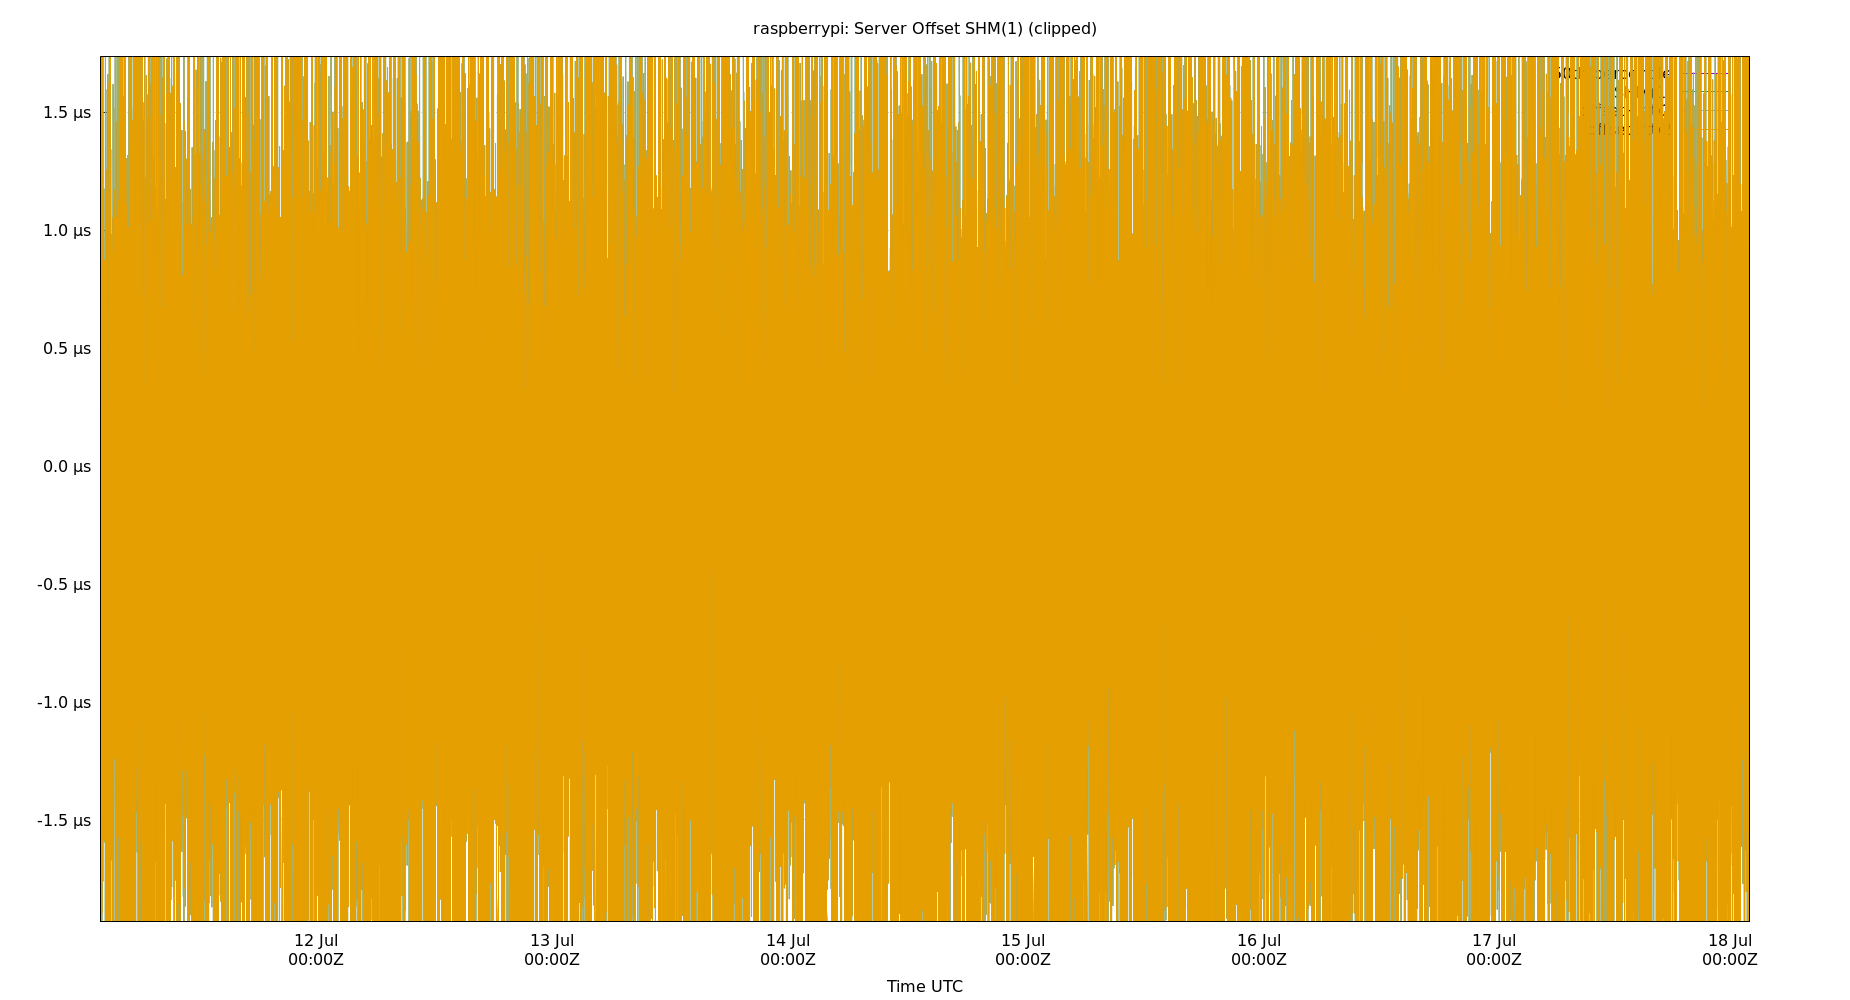 raspberrypi: Server Offset SHM(1) (clipped)
1.5 µs
1.0 µs
0.5 µs
0.0 µs
-0.5 µs
-1.0 µs
-1.5 µs
12 Jul 13 Jul 14 Jul 15 Jul 16 Jul 17 Jul 18 Jul
00:00Z 00:00Z 00:00Z 00:00Z 00:00Z 00:00Z 00:00Z
Time UTC